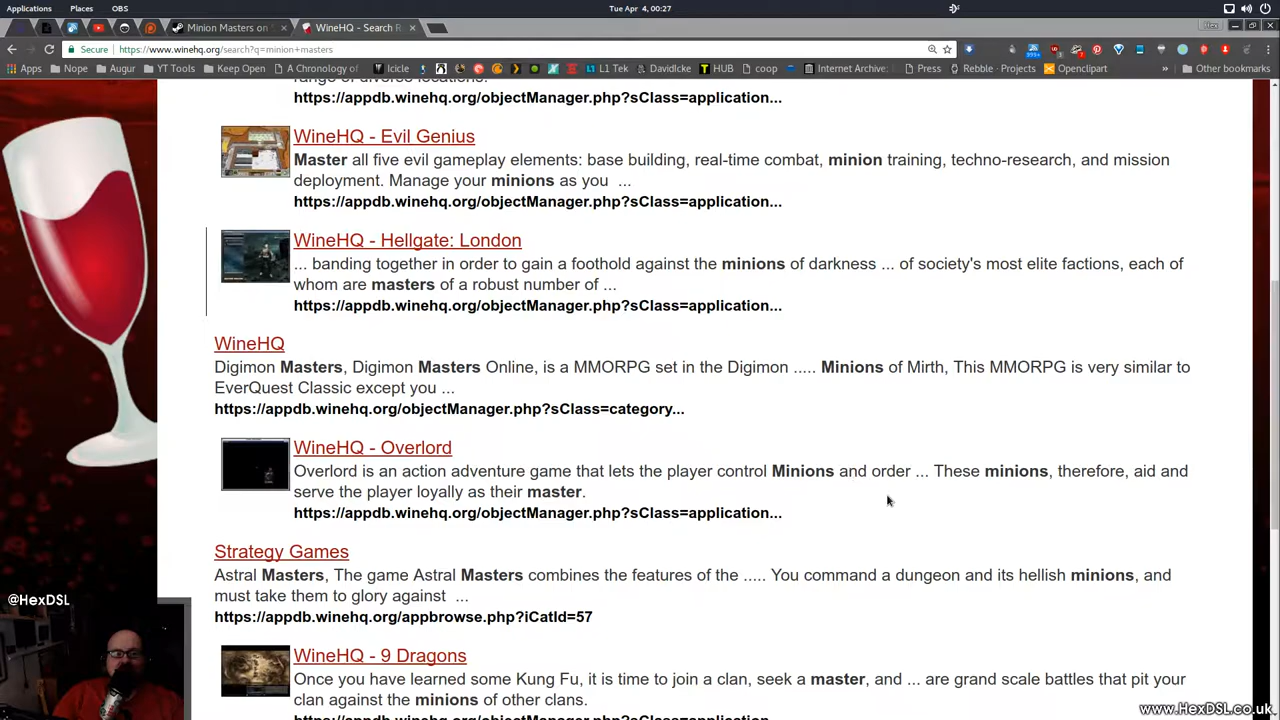 Applications Places OBS Tue Apr 4, 00:27 Hex
Minion Masters on S WineHQ - Search R
Secure https://www.winehq.org/search?q=minion+masters
Apps Nope Augur YT Tools Keep Open A Chronology of Icicle L1 Tek DavidIcke HUB coop Internet Archive: Press Rebble · Projects Openclipart » Other bookmarks
range of diverse locations.
https://appdb.winehq.org/objectManager.php?sClass=application...
WineHQ - Evil Genius
Master all five evil gameplay elements: base building, real-time combat, minion training, techno-research, and mission
deployment. Manage your minions as you ...
https://appdb.winehq.org/objectManager.php?sClass=application...
WineHQ - Hellgate: London
... banding together in order to gain a foothold against the minions of darkness ... of society's most elite factions, each of
whom are masters of a robust number of ...
https://appdb.winehq.org/objectManager.php?sClass=application...
WineHQ
Digimon Masters, Digimon Masters Online, is a MMORPG set in the Digimon ..... Minions of Mirth, This MMORPG is very similar to
EverQuest Classic except you ...
https://appdb.winehq.org/objectManager.php?sClass=category...
WineHQ - Overlord
Overlord is an action adventure game that lets the player control Minions and order ... These minions, therefore, aid and
serve the player loyally as their master.
https://appdb.winehq.org/objectManager.php?sClass=application...
Strategy Games
Astral Masters, The game Astral Masters combines the features of the ..... You command a dungeon and its hellish minions, and
must take them to glory against ...
@HexDSL
https://appdb.winehq.org/appbrowse.php?iCatId=57
WineHQ - 9 Dragons
Once you have learned some Kung Fu, it is time to join a clan, seek a master, and ... are grand scale battles that pit your
clan against the minions of other clans.
https://appdb.winehq.org/objectManager.php?sClass=application...
www.HexDSL.co.uk